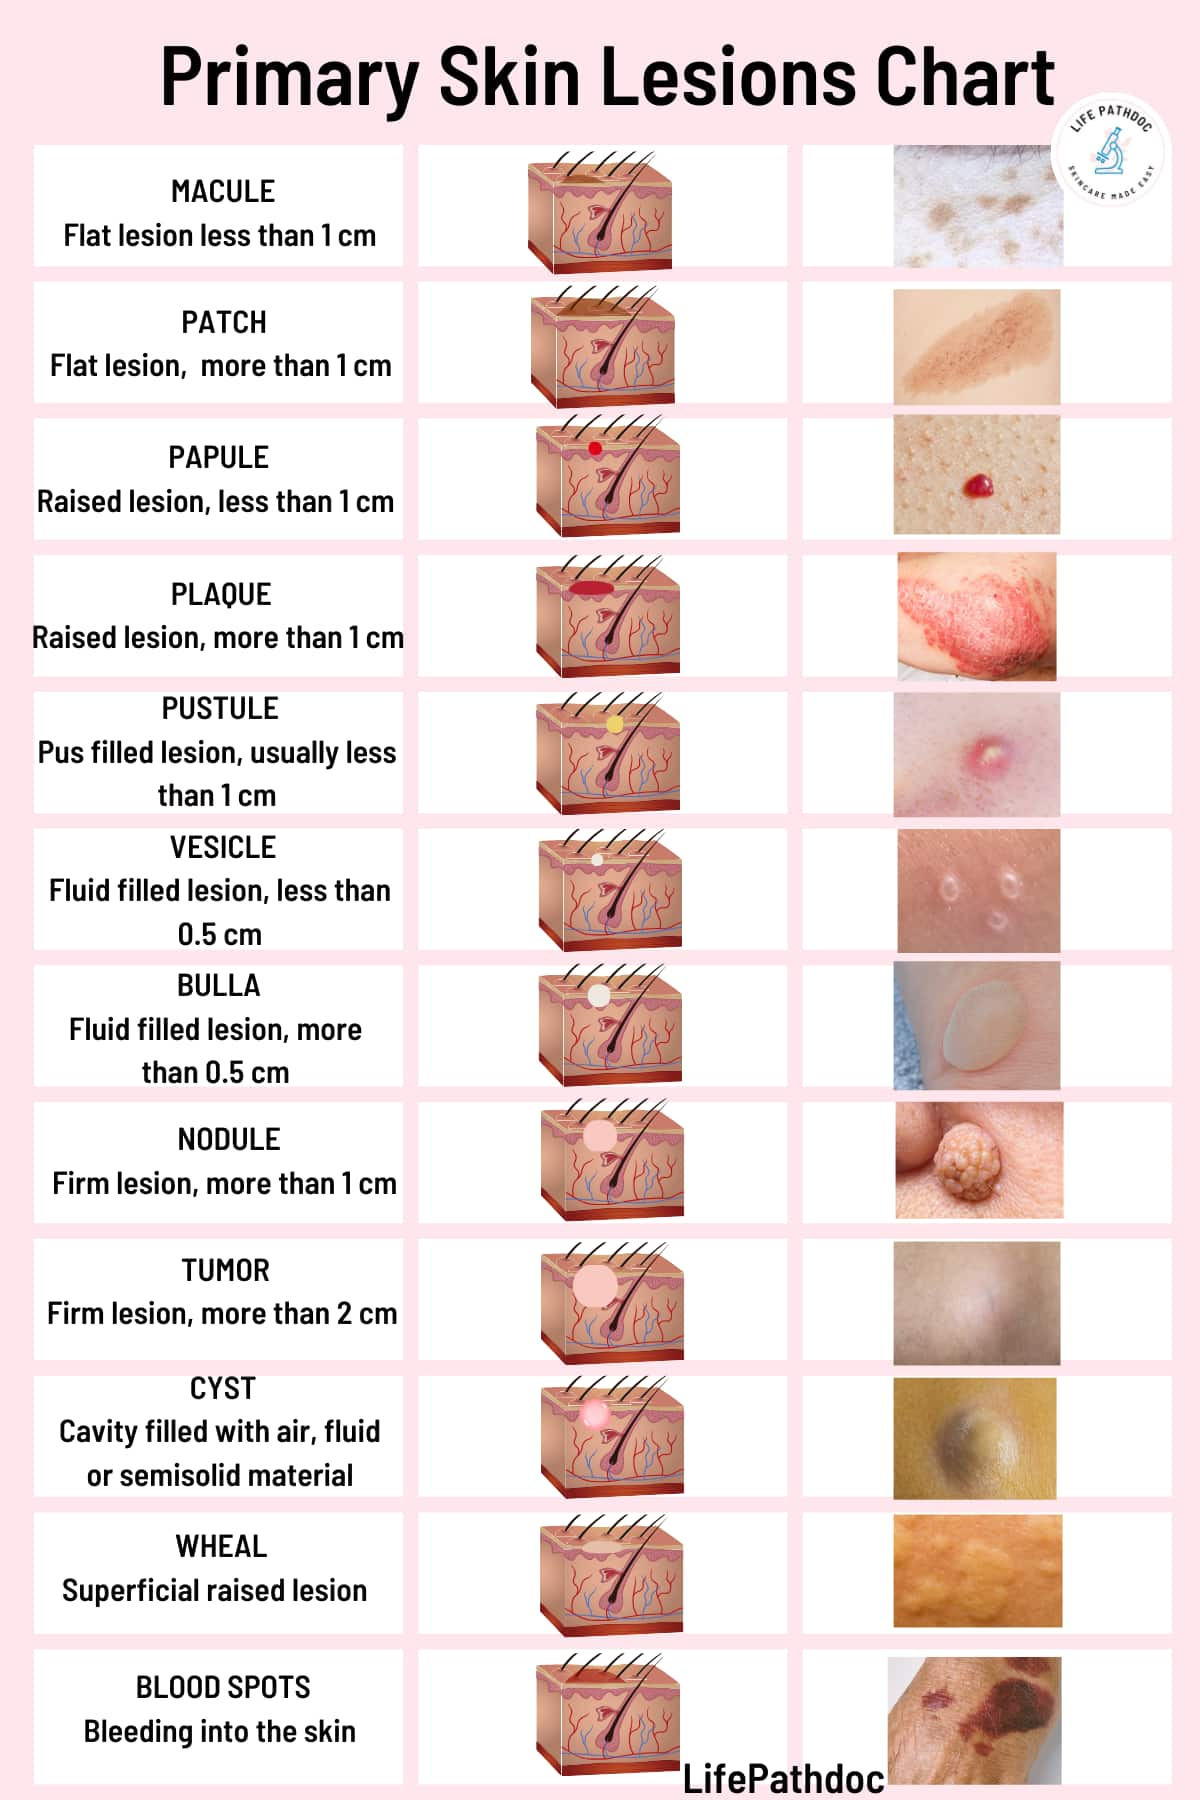 Primary Skin Lesions Chart
LIFE PATHDOC
SKINCARE MADE EASY
MACULE
Flat lesion less than 1 cm
PATCH
Flat lesion,  more than 1 cm
PAPULE
Raised lesion, less than 1 cm
PLAQUE
Raised lesion, more than 1 cm
PUSTULE
Pus filled lesion, usually less
than 1 cm
VESICLE
Fluid filled lesion, less than
0.5 cm
BULLA
Fluid filled lesion, more
than 0.5 cm
NODULE
Firm lesion, more than 1 cm
TUMOR
Firm lesion, more than 2 cm
CYST
Cavity filled with air, fluid
or semisolid material
WHEAL
Superficial raised lesion
BLOOD SPOTS
Bleeding into the skin
LifePathdoc